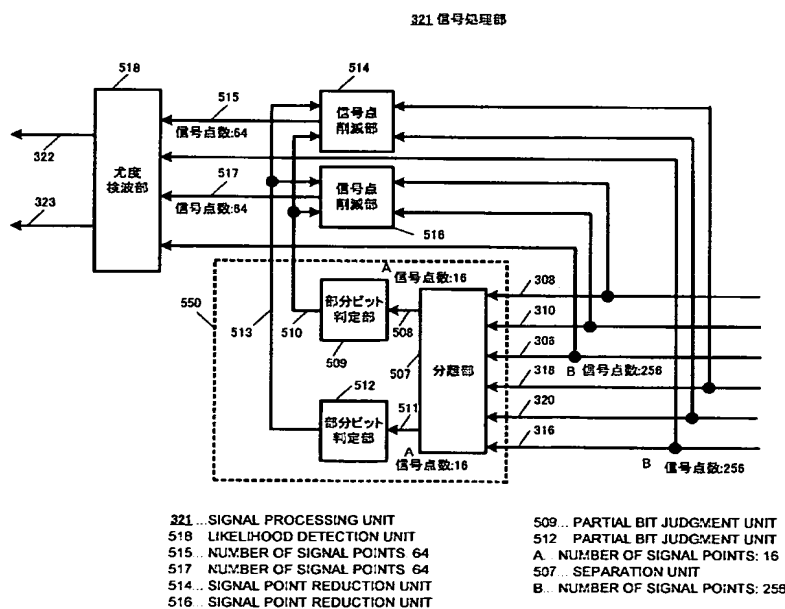 321 信号処理部
518
514
515
信号点
削減部
信号点数:64
322
尤度
検波部
517
信号点
削減部
323
信号点数:64
516
A
信号点数:16
550
308
部分ビット
判定部
310
513
510
508
306
509
507
分離部
318
B 信号点数:256
512
320
511
部分ビット
判定部
316
A
信号点数:16
B 信号点数:256
321...SIGNAL PROCESSING UNIT
518 LIKELIHOOD DETECTION UNIT
515... NUMBER OF SIGNAL POINTS 64
517 NUMBER OF SIGNAL POINTS 64
514... SIGNAL POINT REDUCTION UNIT
516... SIGNAL POINT REDUCTION UNIT
509... PARTIAL BIT JUDGMENT UNIT
512 PARTIAL BIT JUDGMENT UNIT
A.. NUMBER OF SIGNAL POINTS: 16
507... SEPARATION UNIT
B... NUMBER OF SIGNAL POINTS: 256